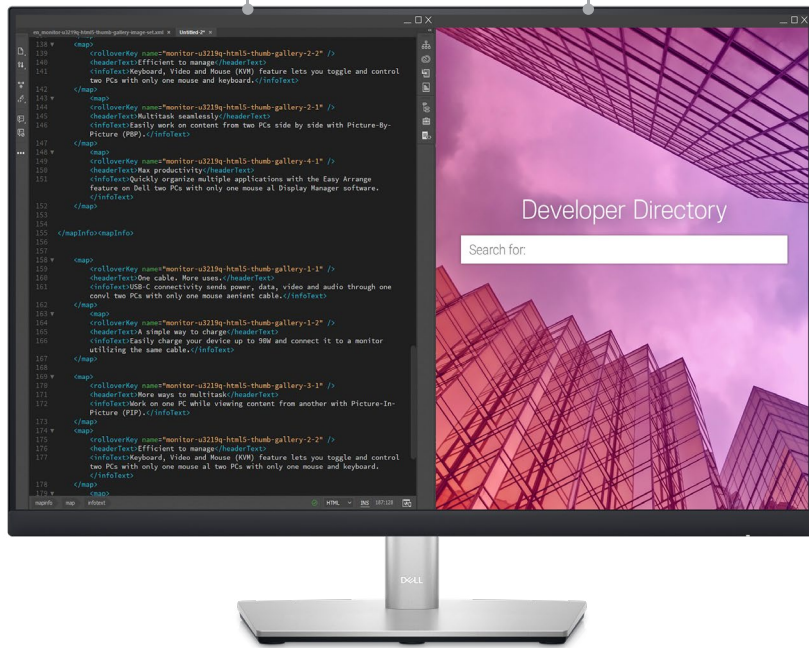 en_monitor-u3219q-html5-thumb-gallery-image-set.xml × Untitled-2* ×
138 <map>
139 <rolloverKey name="monitor-u3219q-html5-thumb-gallery-2-2" />
140 <headerText>Efficient to manage</headerText>
141 <infoText>Keyboard, Video and Mouse (KVM) feature lets you toggle and control
two PCs with only one mouse and keyboard.</infoText>
142 </map>
143 <map>
144 <rolloverKey name="monitor-u3219q-html5-thumb-gallery-2-1" />
145 <headerText>Multitask seamlessly</headerText>
146 <infoText>Easily work on content from two PCs side by side with Picture-By-
Picture (PBP).</infoText>
147 </map>
148 <map>
149 <rolloverKey name="monitor-u3219q-html5-thumb-gallery-4-1" />
150 <headerText>Max productivity</headerText>
151 <infoText>Quickly organize multiple applications with the Easy Arrange
feature on Dell two PCs with only one mouse al Display Manager software.
</infoText>
152 </map>
153
154
155 </mapInfo><mapInfo>
156
157
158 <map>
159 <rolloverKey name="monitor-u3219q-html5-thumb-gallery-1-1" />
160 <headerText>One cable. More uses.</headerText>
161 <infoText>USB-C connectivity sends power, data, video and audio through one
convl two PCs with only one mouse aenient cable.</infoText>
162 </map>
163 <map>
164 <rolloverKey name="monitor-u3219q-html5-thumb-gallery-1-2" />
165 <headerText>A simple way to charge</headerText>
166 <infoText>Easily charge your device up to 90W and connect it to a monitor
utilizing the same cable.</infoText>
167 </map>
168
169 <map>
170 <rolloverKey name="monitor-u3219q-html5-thumb-gallery-3-1" />
171 <headerText>More ways to multitask</headerText>
172 <infoText>Work on one PC while viewing content from another with Picture-In-
Picture (PIP).</infoText>
173 </map>
174 <map>
175 <rolloverKey name="monitor-u3219q-html5-thumb-gallery-2-2" />
176 <headerText>Efficient to manage</headerText>
177 <infoText>Keyboard, Video and Mouse (KVM) feature lets you toggle and control
two PCs with only one mouse al two PCs with only one mouse and keyboard.
</infoText>
178 </map>
179 <map>
mapinfo map infotext HTML INS 187:128
Developer Directory
Search for:
DELL